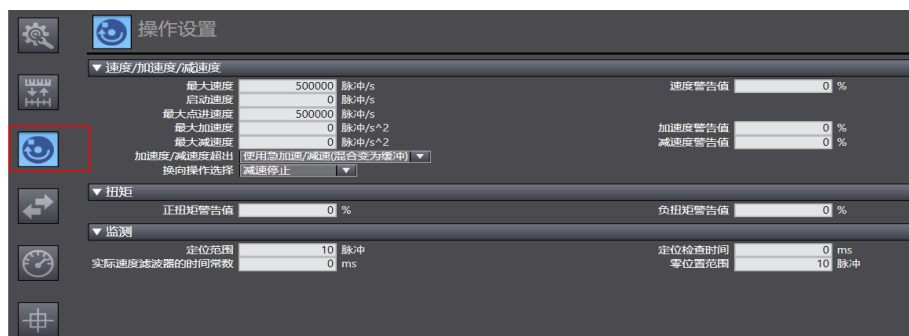 操作设置
▼速度/加速度/减速度
最大速度 500000 脉冲/s 速度警告值 0 %
启动速度 0 脉冲/s
最大点进速度 500000 脉冲/s
最大加速度 0 脉冲/s^2 加速度警告值 0 %
最大减速度 0 脉冲/s^2 减速度警告值 0 %
加速度/减速度超出 使用急加速/减速(混合变为缓冲) ▼
换向操作选择 减速停止 ▼
▼扭矩
正扭矩警告值 0 % 负扭矩警告值 0 %
▼监测
定位范围 10 脉冲 定位检查时间 0 ms
实际速度滤波器的时间常数 0 ms 零位置范围 10 脉冲